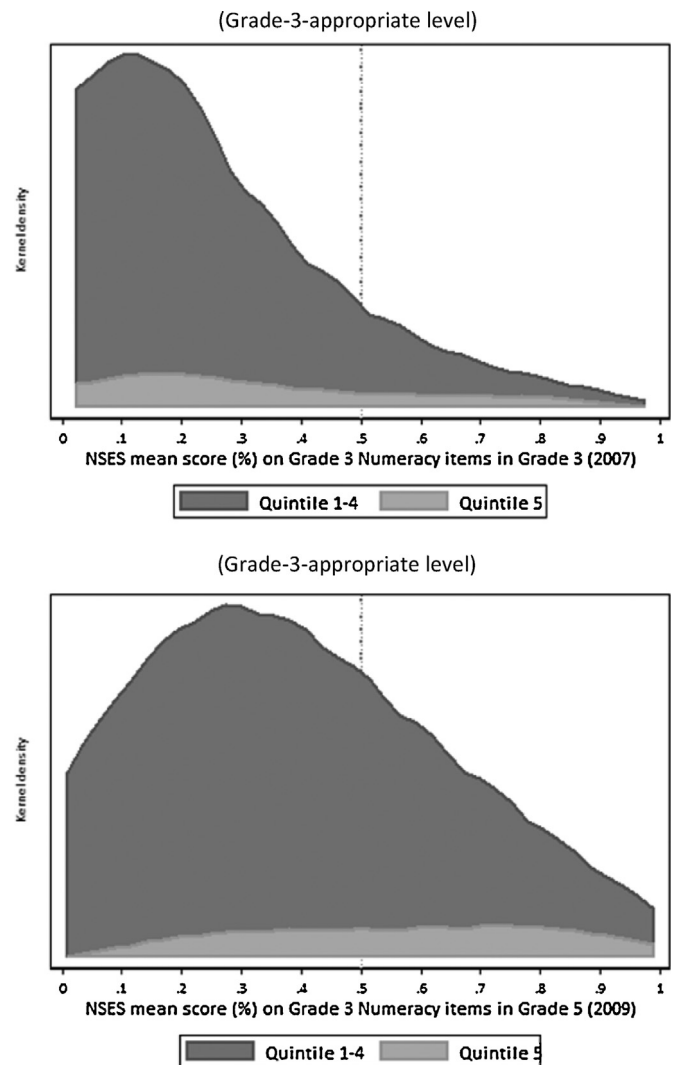 (Grade-3-appropriate level)
Kernel density
0 .1 .2 .3 .4 .5 .6 .7 .8 .9 1
NSES mean score (%) on Grade 3 Numeracy items in Grade 3 (2007)
Quintile 1-4 Quintile 5
(Grade-3-appropriate level)
Kernel density
0 .1 .2 .3 .4 .5 .6 .7 .8 .9 1
NSES mean score (%) on Grade 3 Numeracy items in Grade 5 (2009)
Quintile 1-4 Quintile 5